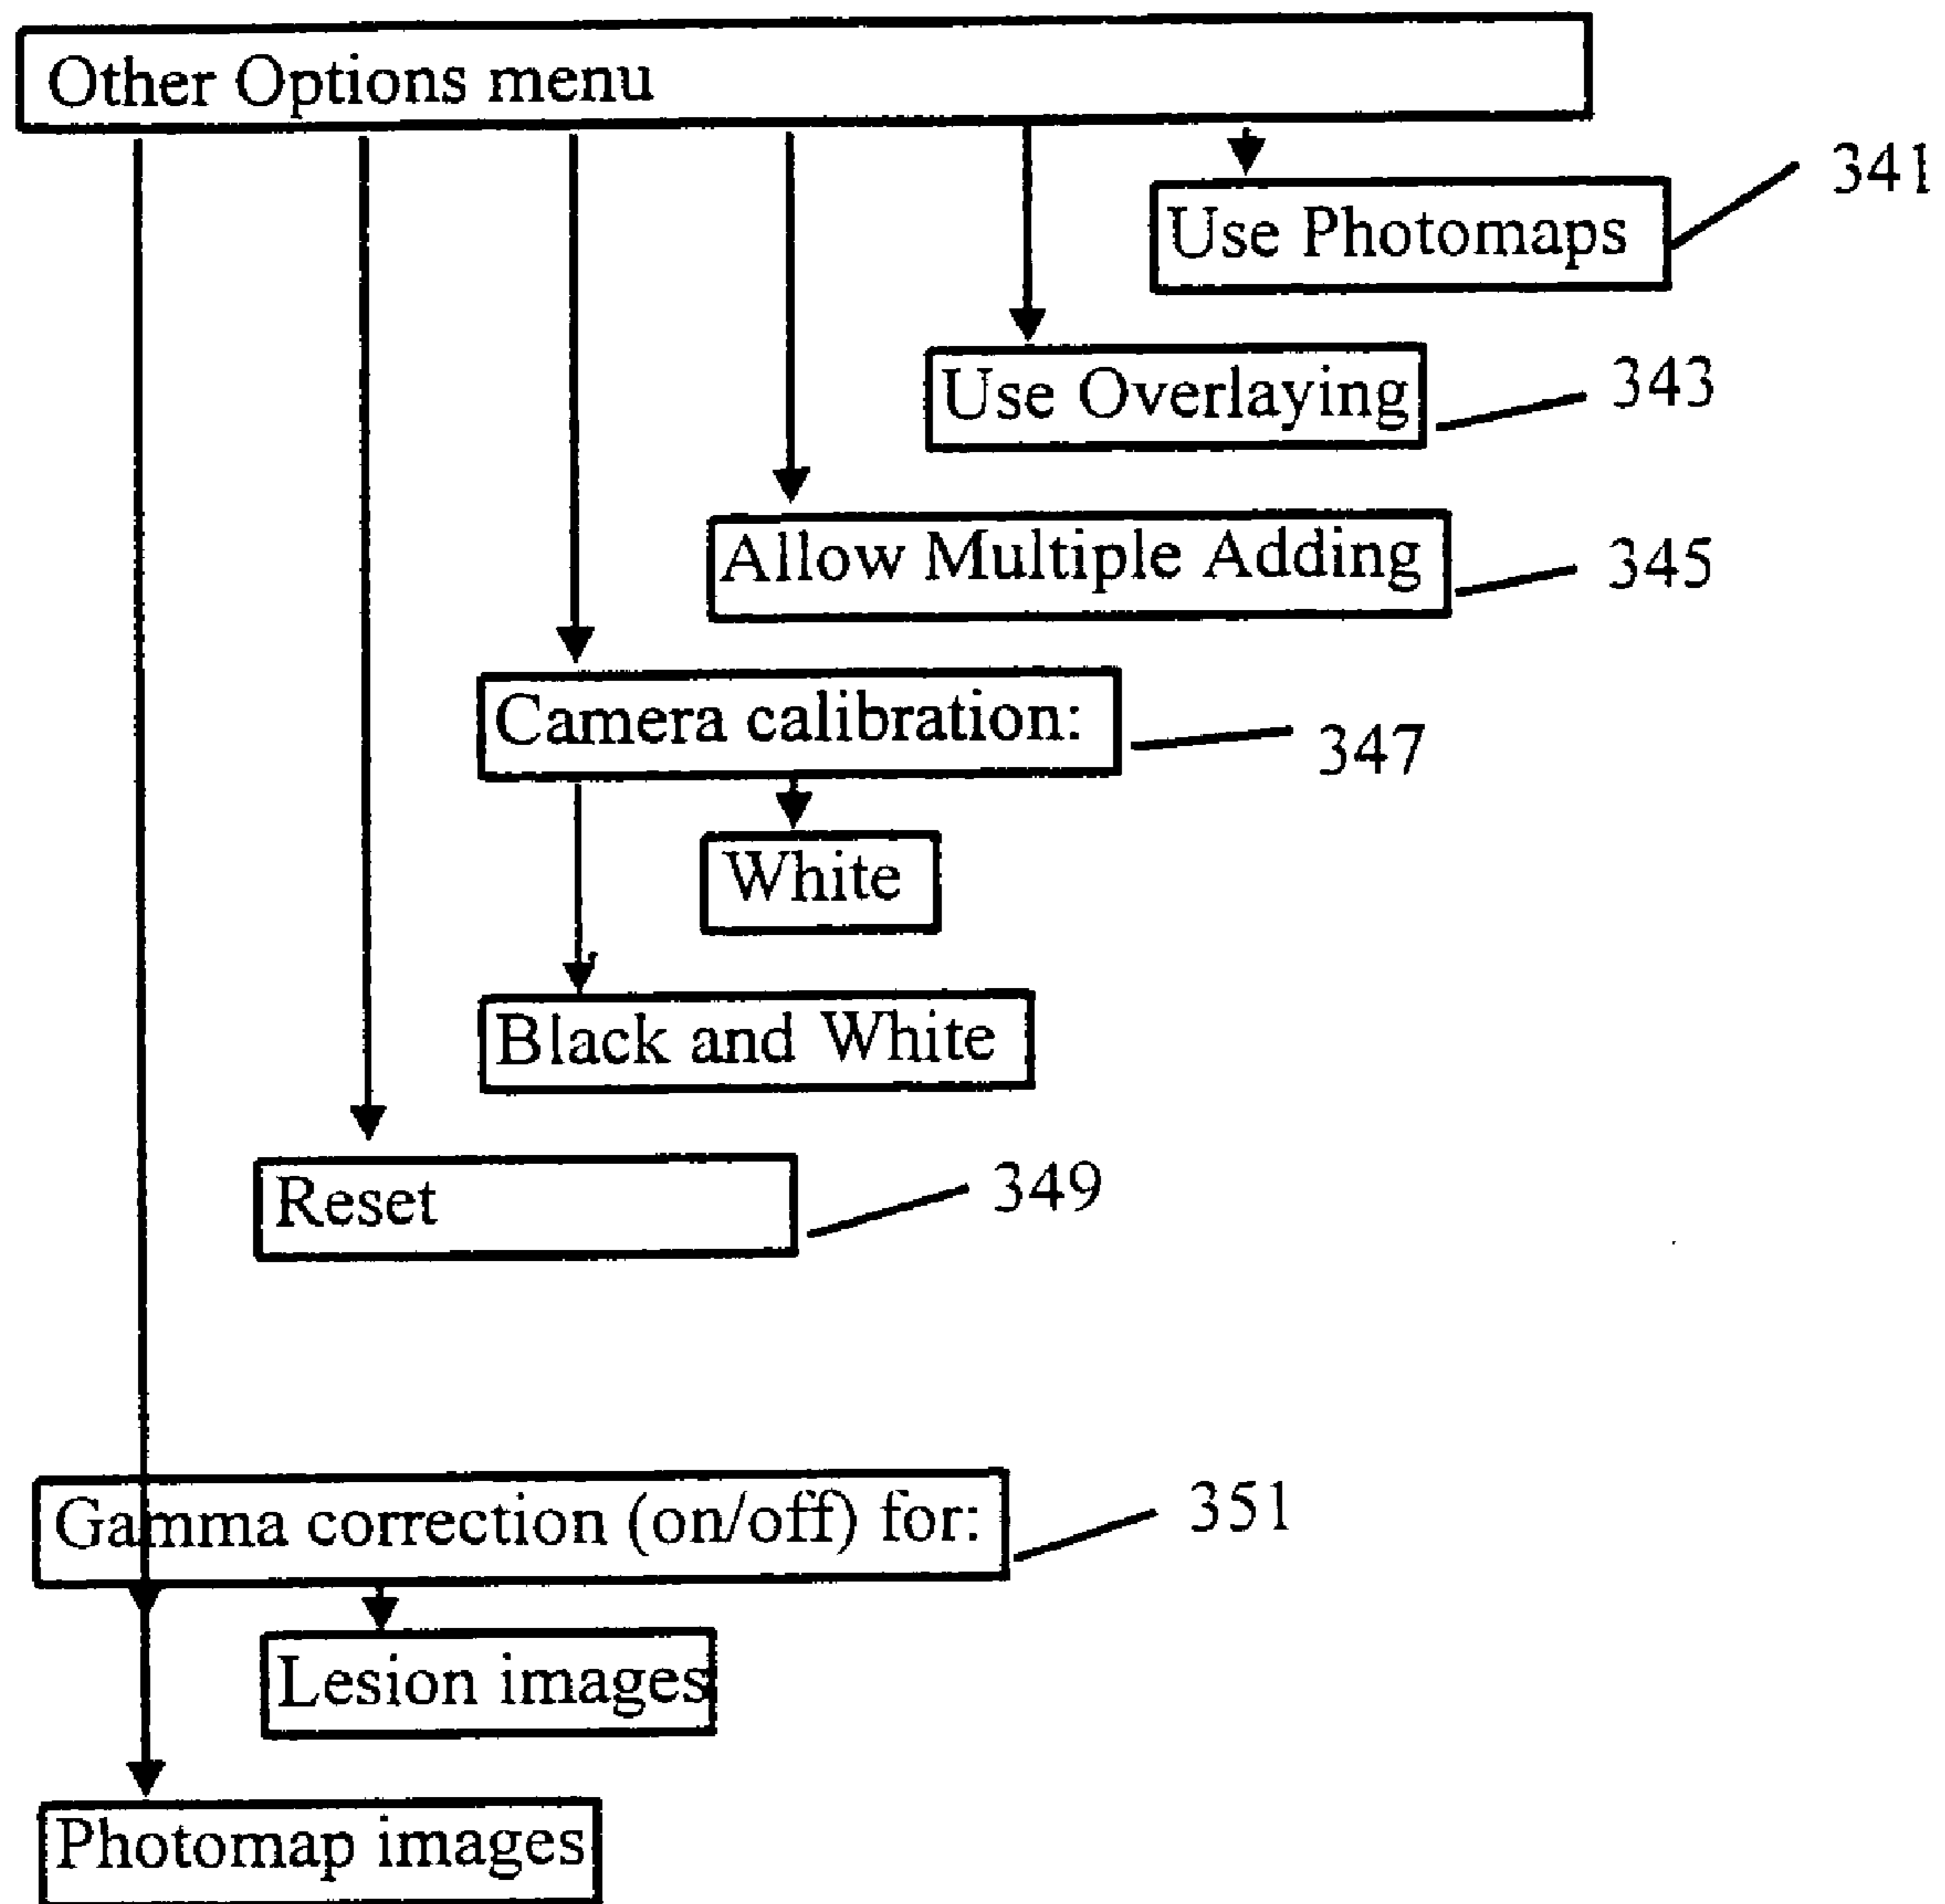 Other Options menu
Use Photomaps
341
Use Overlaying
343
Allow Multiple Adding
345
Camera calibration:
347
White
Black and White
Reset
349
Gamma correction (on/off) for:
351
Lesion images
Photomap images